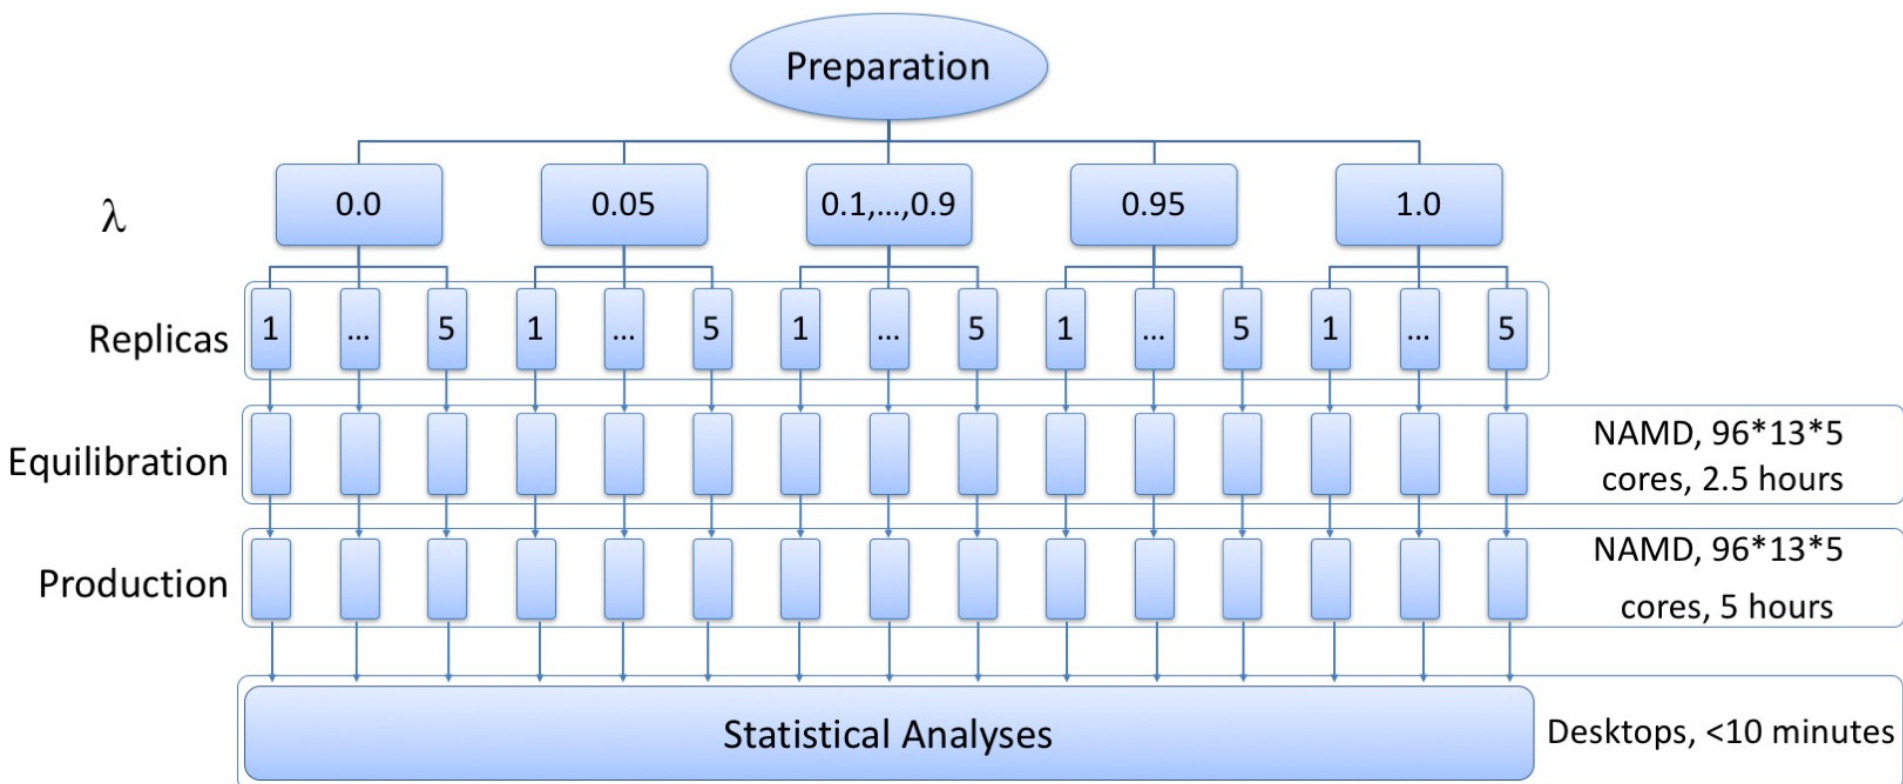 Preparation
λ
0.0
0.05
0.1,...,0.9
0.95
1.0
Replicas
1
...
5
1
...
5
1
...
5
1
...
5
1
...
5
Equilibration
NAMD, 96*13*5
cores, 2.5 hours
Production
NAMD, 96*13*5
cores, 5 hours
Statistical Analyses
Desktops, <10 minutes